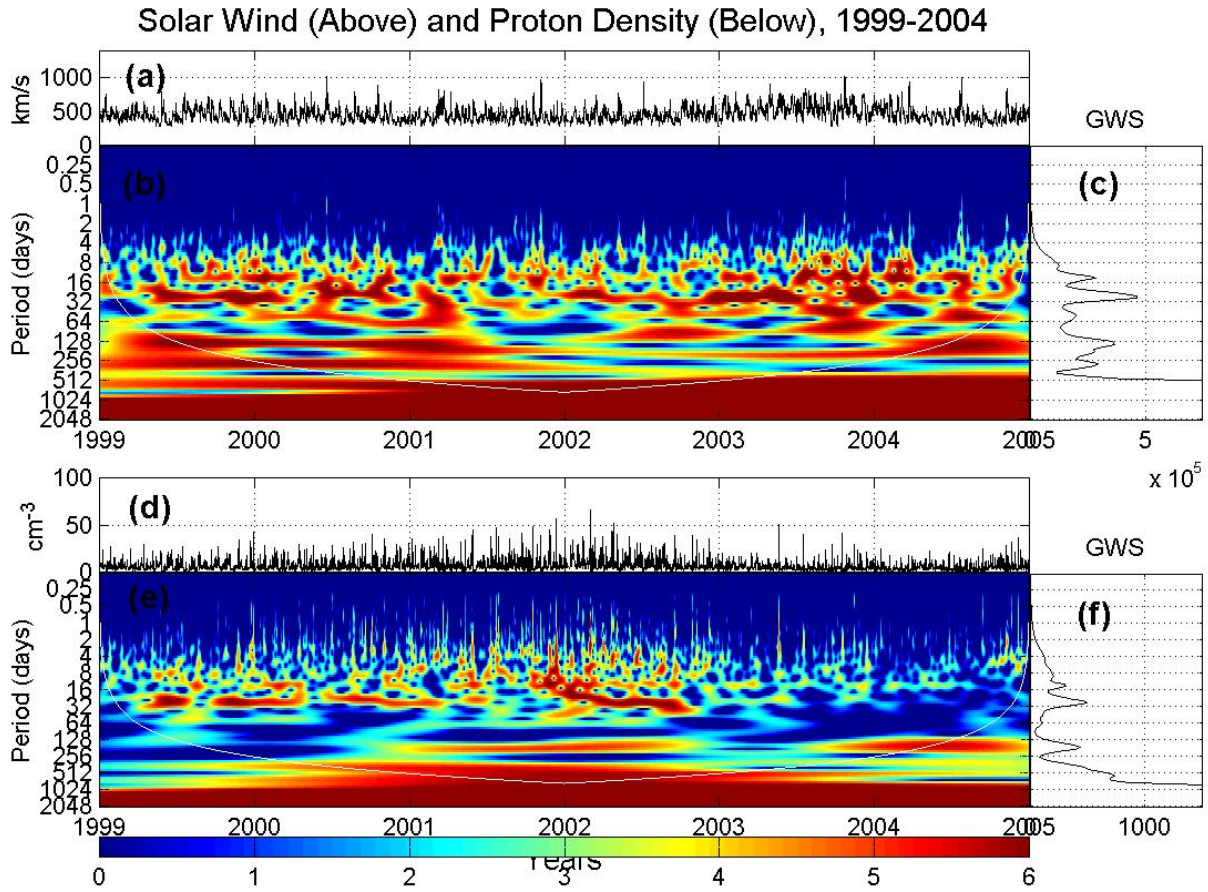 Solar Wind (Above) and Proton Density (Below), 1999-2004
(a)
km/s
1000
500
0
GWS
(b)
(c)
Period (days)
0.25
0.5
1
2
4
8
16
32
64
128
256
512
1024
2048
1999 2000 2001 2002 2003 2004 2005
0 5
x 10^5
(d)
cm-3
100
50
0
GWS
(e)
(f)
Period (days)
0.25
0.5
1
2
4
8
16
32
64
128
256
512
1024
2048
1999 2000 2001 2002 2003 2004 2005
0 1000
Years
0 1 2 3 4 5 6